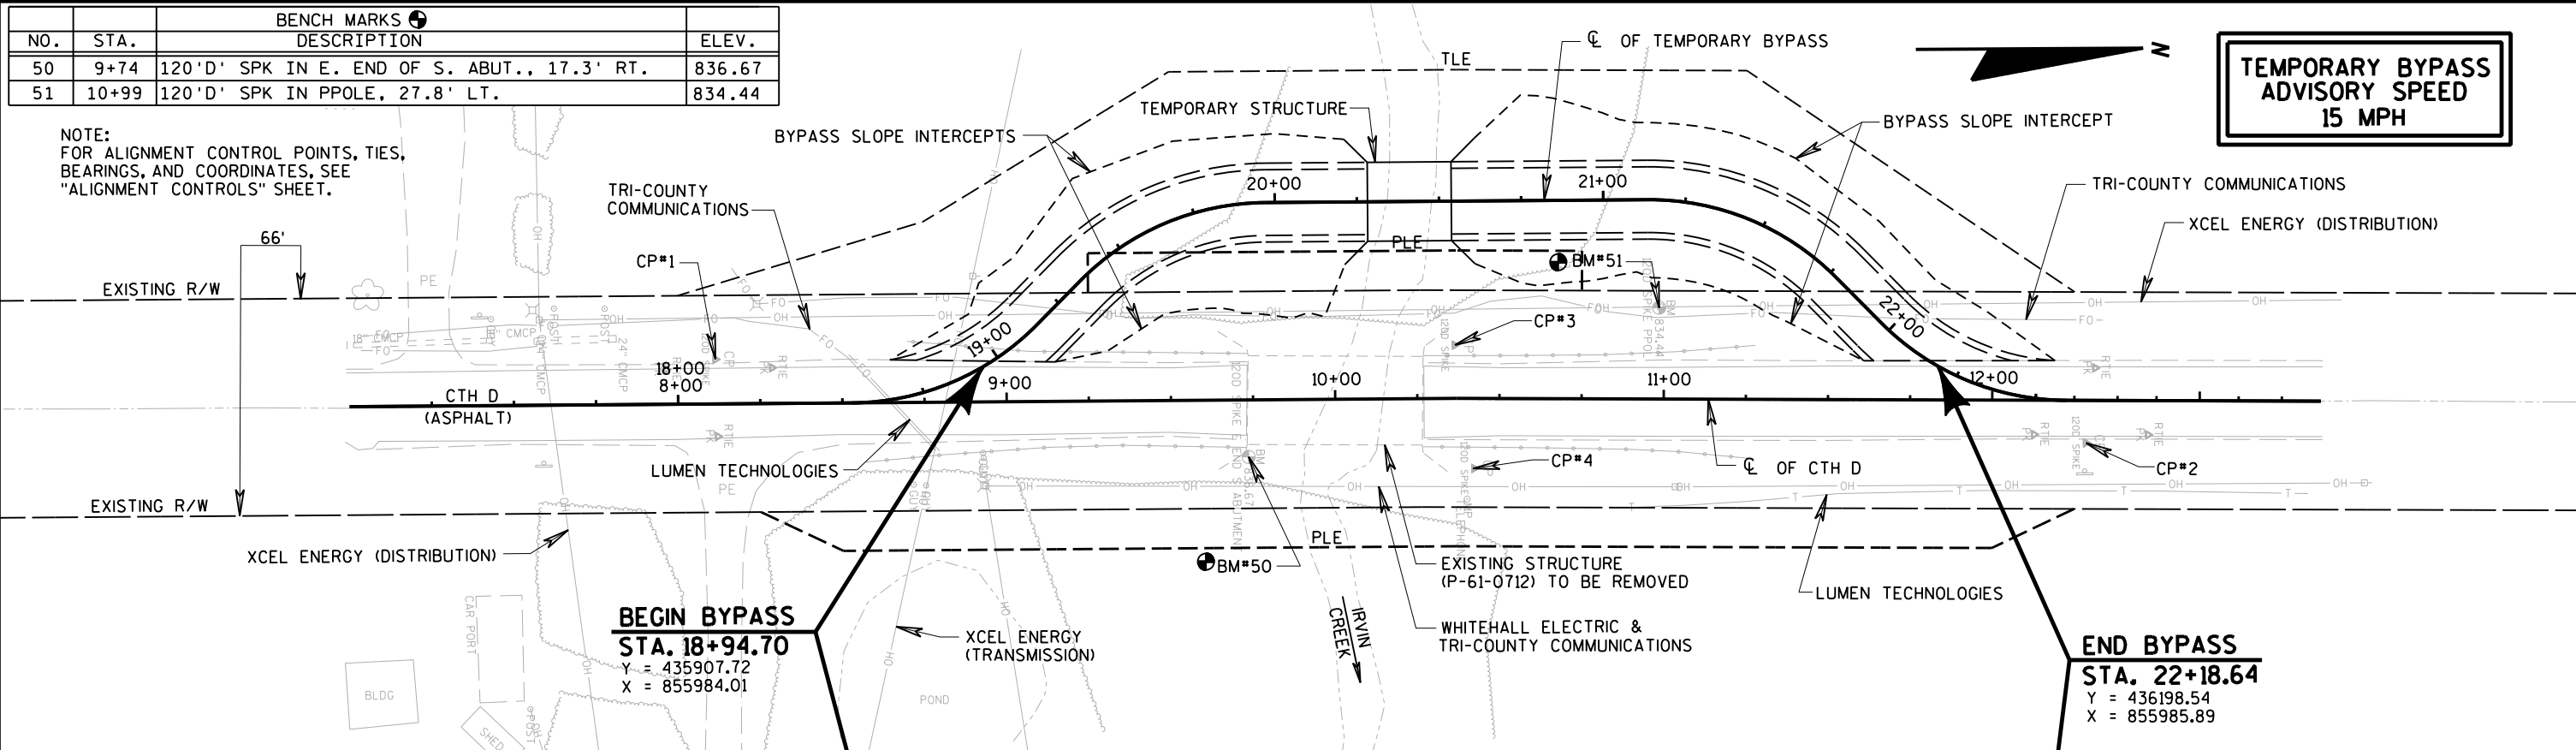 BENCH MARKS
NO. STA. DESCRIPTION ELEV.
50 9+74 120'D' SPK IN E. END OF S. ABUT., 17.3' RT. 836.67
51 10+99 120'D' SPK IN PPOLE, 27.8' LT. 834.44
NOTE:
FOR ALIGNMENT CONTROL POINTS, TIES,
BEARINGS, AND COORDINATES, SEE
"ALIGNMENT CONTROLS" SHEET.
TEMPORARY BYPASS
ADVISORY SPEED
15 MPH
N
℄ OF TEMPORARY BYPASS
TLE
TEMPORARY STRUCTURE
BYPASS SLOPE INTERCEPTS
BYPASS SLOPE INTERCEPT
TRI-COUNTY
COMMUNICATIONS
TRI-COUNTY COMMUNICATIONS
XCEL ENERGY (DISTRIBUTION)
20+00
21+00
66'
CP#1
PLE
BM#51
EXISTING R/W
PE
19+00
22+00
CP#3
18" CMCP
24" CMCP
18+00
8+00
9+00
10+00
11+00
12+00
CTH D
(ASPHALT)
LUMEN TECHNOLOGIES
CP#4
℄ OF CTH D
CP#2
PE
EXISTING R/W
XCEL ENERGY (DISTRIBUTION)
PLE
BM#50
EXISTING STRUCTURE
(P-61-0712) TO BE REMOVED
LUMEN TECHNOLOGIES
WHITEHALL ELECTRIC &
TRI-COUNTY COMMUNICATIONS
IRVIN
CREEK
BEGIN BYPASS
STA. 18+94.70
Y = 435907.72
X = 855984.01
XCEL ENERGY
(TRANSMISSION)
END BYPASS
STA. 22+18.64
Y = 436198.54
X = 855985.89
CAR PORT
BLDG
SHED
POND